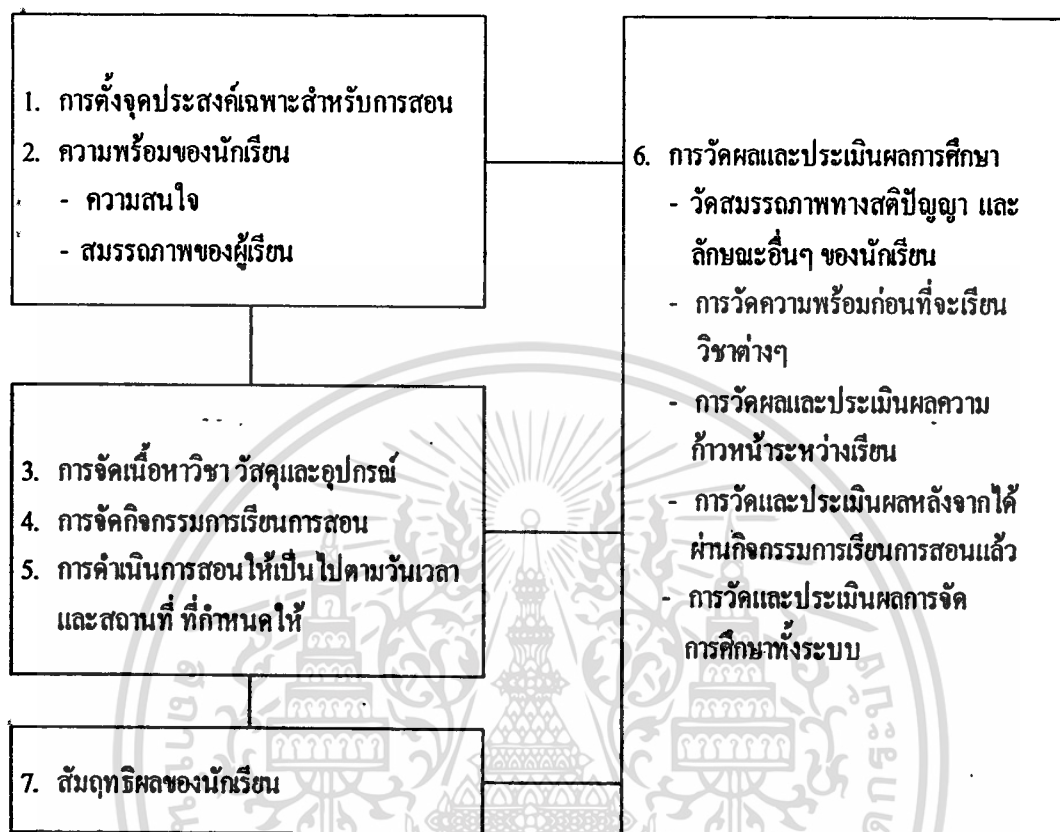 1. การตั้งจุดประสงค์เฉพาะสำหรับการสอน
2. ความพร้อมของนักเรียน
- ความสนใจ
- สมรรถภาพของผู้เรียน
3. การจัดเนื้อหาวิชา วัสดุและอุปกรณ์
4. การจัดกิจกรรมการเรียนการสอน
5. การดำเนินการสอนให้เป็นไปตามวันเวลา
และสถานที่ ที่กำหนดให้
7. สัมฤทธิผลของนักเรียน
6. การวัดผลและประเมินผลการศึกษา
- วัดสมรรถภาพทางสติปัญญา และ
ลักษณะอื่นๆ ของนักเรียน
- การวัดความพร้อมก่อนที่จะเรียน
วิชาต่างๆ
- การวัดผลและประเมินผลความ
ก้าวหน้าระหว่างเรียน
- การวัดและประเมินผลหลังจากได้
ผ่านกิจกรรมการเรียนการสอนแล้ว
- การวัดและประเมินผลการจัด
การศึกษาทั้งระบบ